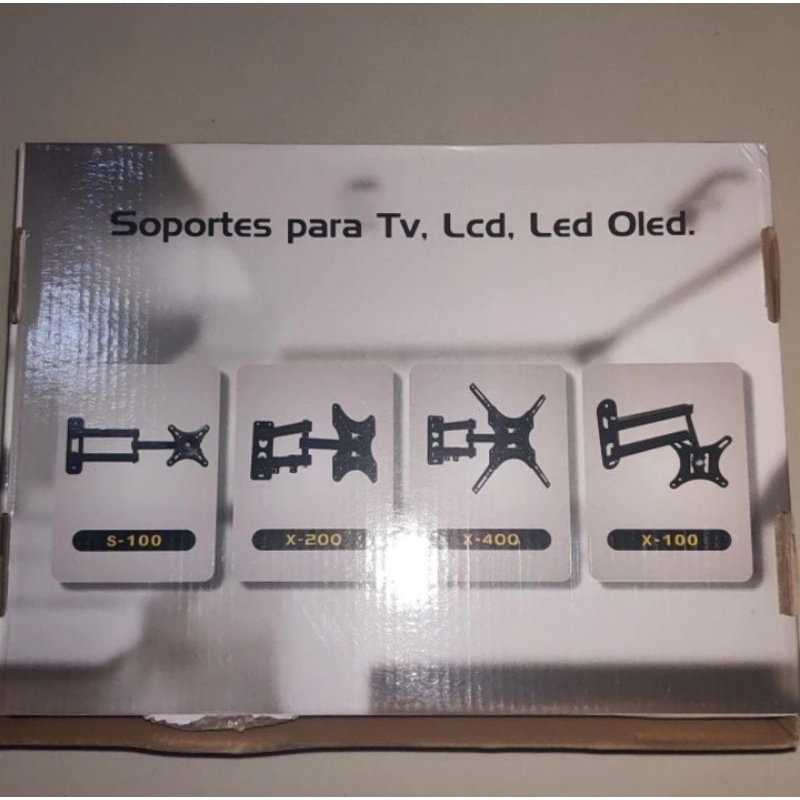 Soportes para Tv, Lcd, Led Oled.
S-100
X-200
X-400
X-100